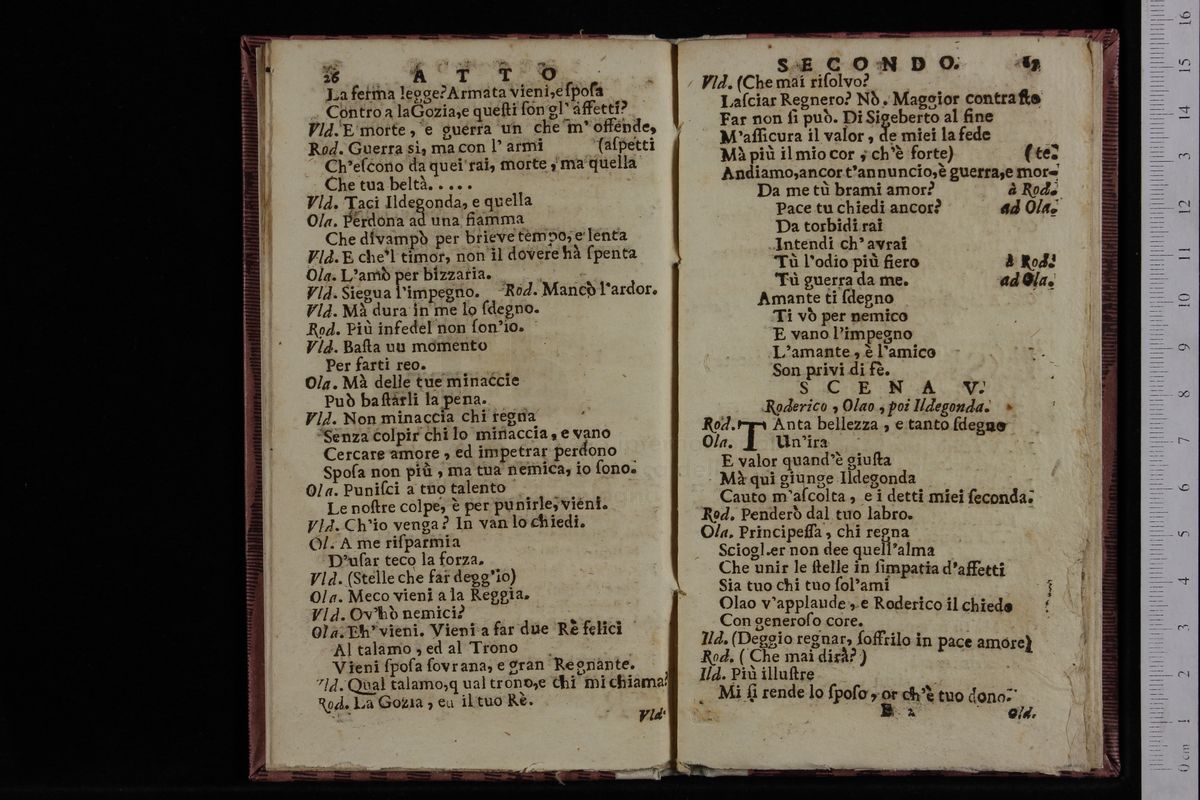 26 ATTO
La ferma legge?Armata vieni,e ſpoſa
Contro a laGozia,e queſti ſon gl' affetti?
Vld. E morte, e guerra un che m' offende,
Rod. Guerra si, ma con l' armi (aſpetti
Ch'eſcono da quei rai, morte, ma quella
Che tua beltà.....
Vld. Taci Ildegonda, e quella
Ola. Perdona ad una fiamma
Che divampò per brieve tempo, e lenta
Vld. E che'l timor, non il dovere hà ſpenta
Ola. L'amò per bizzaria.
Vld. Siegua l'impegno. Rod. Mancò l'ardor.
Vld. Mà dura in me lo ſdegno.
Rod. Più infedel non ſon'io.
Vld. Baſta uu momento
Per farti reo.
Ola. Mà delle tue minaccie
Può baſtarli la pena.
Vld. Non minaccia chi regna
Senza colpir chi lo minaccia, e vano
Cercare amore, ed impetrar perdono
Spoſa non più, ma tua nemica, io ſono.
Ola. Puniſci a tuo talento
Le noſtre colpe, è per punirle, vieni.
Vld. Ch'io venga? In van lo chiedi.
Ol. A me riſparmia
D'uſar teco la forza.
Vld. (Stelle che far degg'io)
Ola. Meco vieni a la Reggia.
Vld. Ov'hò nemici?
Ola. Eh' vieni. Vieni a far due Rè felici
Al talamo, ed al Trono
Vieni ſpoſa ſovrana, e gran Regnante.
Vld. Qual talamo,q ual trono,e chi mi chiama?
Rod. La Gozia, ed il tuo Rè.
Vld.
SECONDO.
Vld. (Che mai riſolvo?
Laſciar Regnero? Nò. Maggior contraſto
Far non ſi può. Di Sigeberto al fine
M'aſſicura il valor, de miei la fede
Mà più il mio cor, ch'è forte) (te.
Andiamo,ancor t'annuncio,è guerra,e mor-
Da me tù brami amor? à Rod.
Pace tu chiedi ancor? ad Ola.
Da torbidi rai
Intendi ch' avrai
Tù l'odio più fiero à Rod.
Tù guerra da me. ad Ola.
Amante ti ſdegno
Ti vò per nemico
E vano l'impegno
L'amante, è l'amico
Son privi di fè.
SCENA V.
Roderico, Olao, poi Ildegonda.
Rod. TAnta bellezza, e tanto ſdegno
Ola. Un'ira
E valor quand'è giuſta
Mà qui giunge Ildegonda
Cauto m'aſcolta, e i detti miei ſeconda.
Rod. Penderò dal tuo labro.
Ola. Principeſſa, chi regna
Sciogler non dee quell'alma
Che unir le ſtelle in ſimpatia d'affetti
Sia tuo chi tuo ſol'ami
Olao v'applaude, e Roderico il chiede
Con generoſo core.
Ild. (Deggio regnar, ſoffrilo in pace amore)
Rod. (Che mai dirà?)
Ild. Più illuſtre
Mi ſi rende lo ſpoſo, or ch'è tuo dono.
E 2 Old.